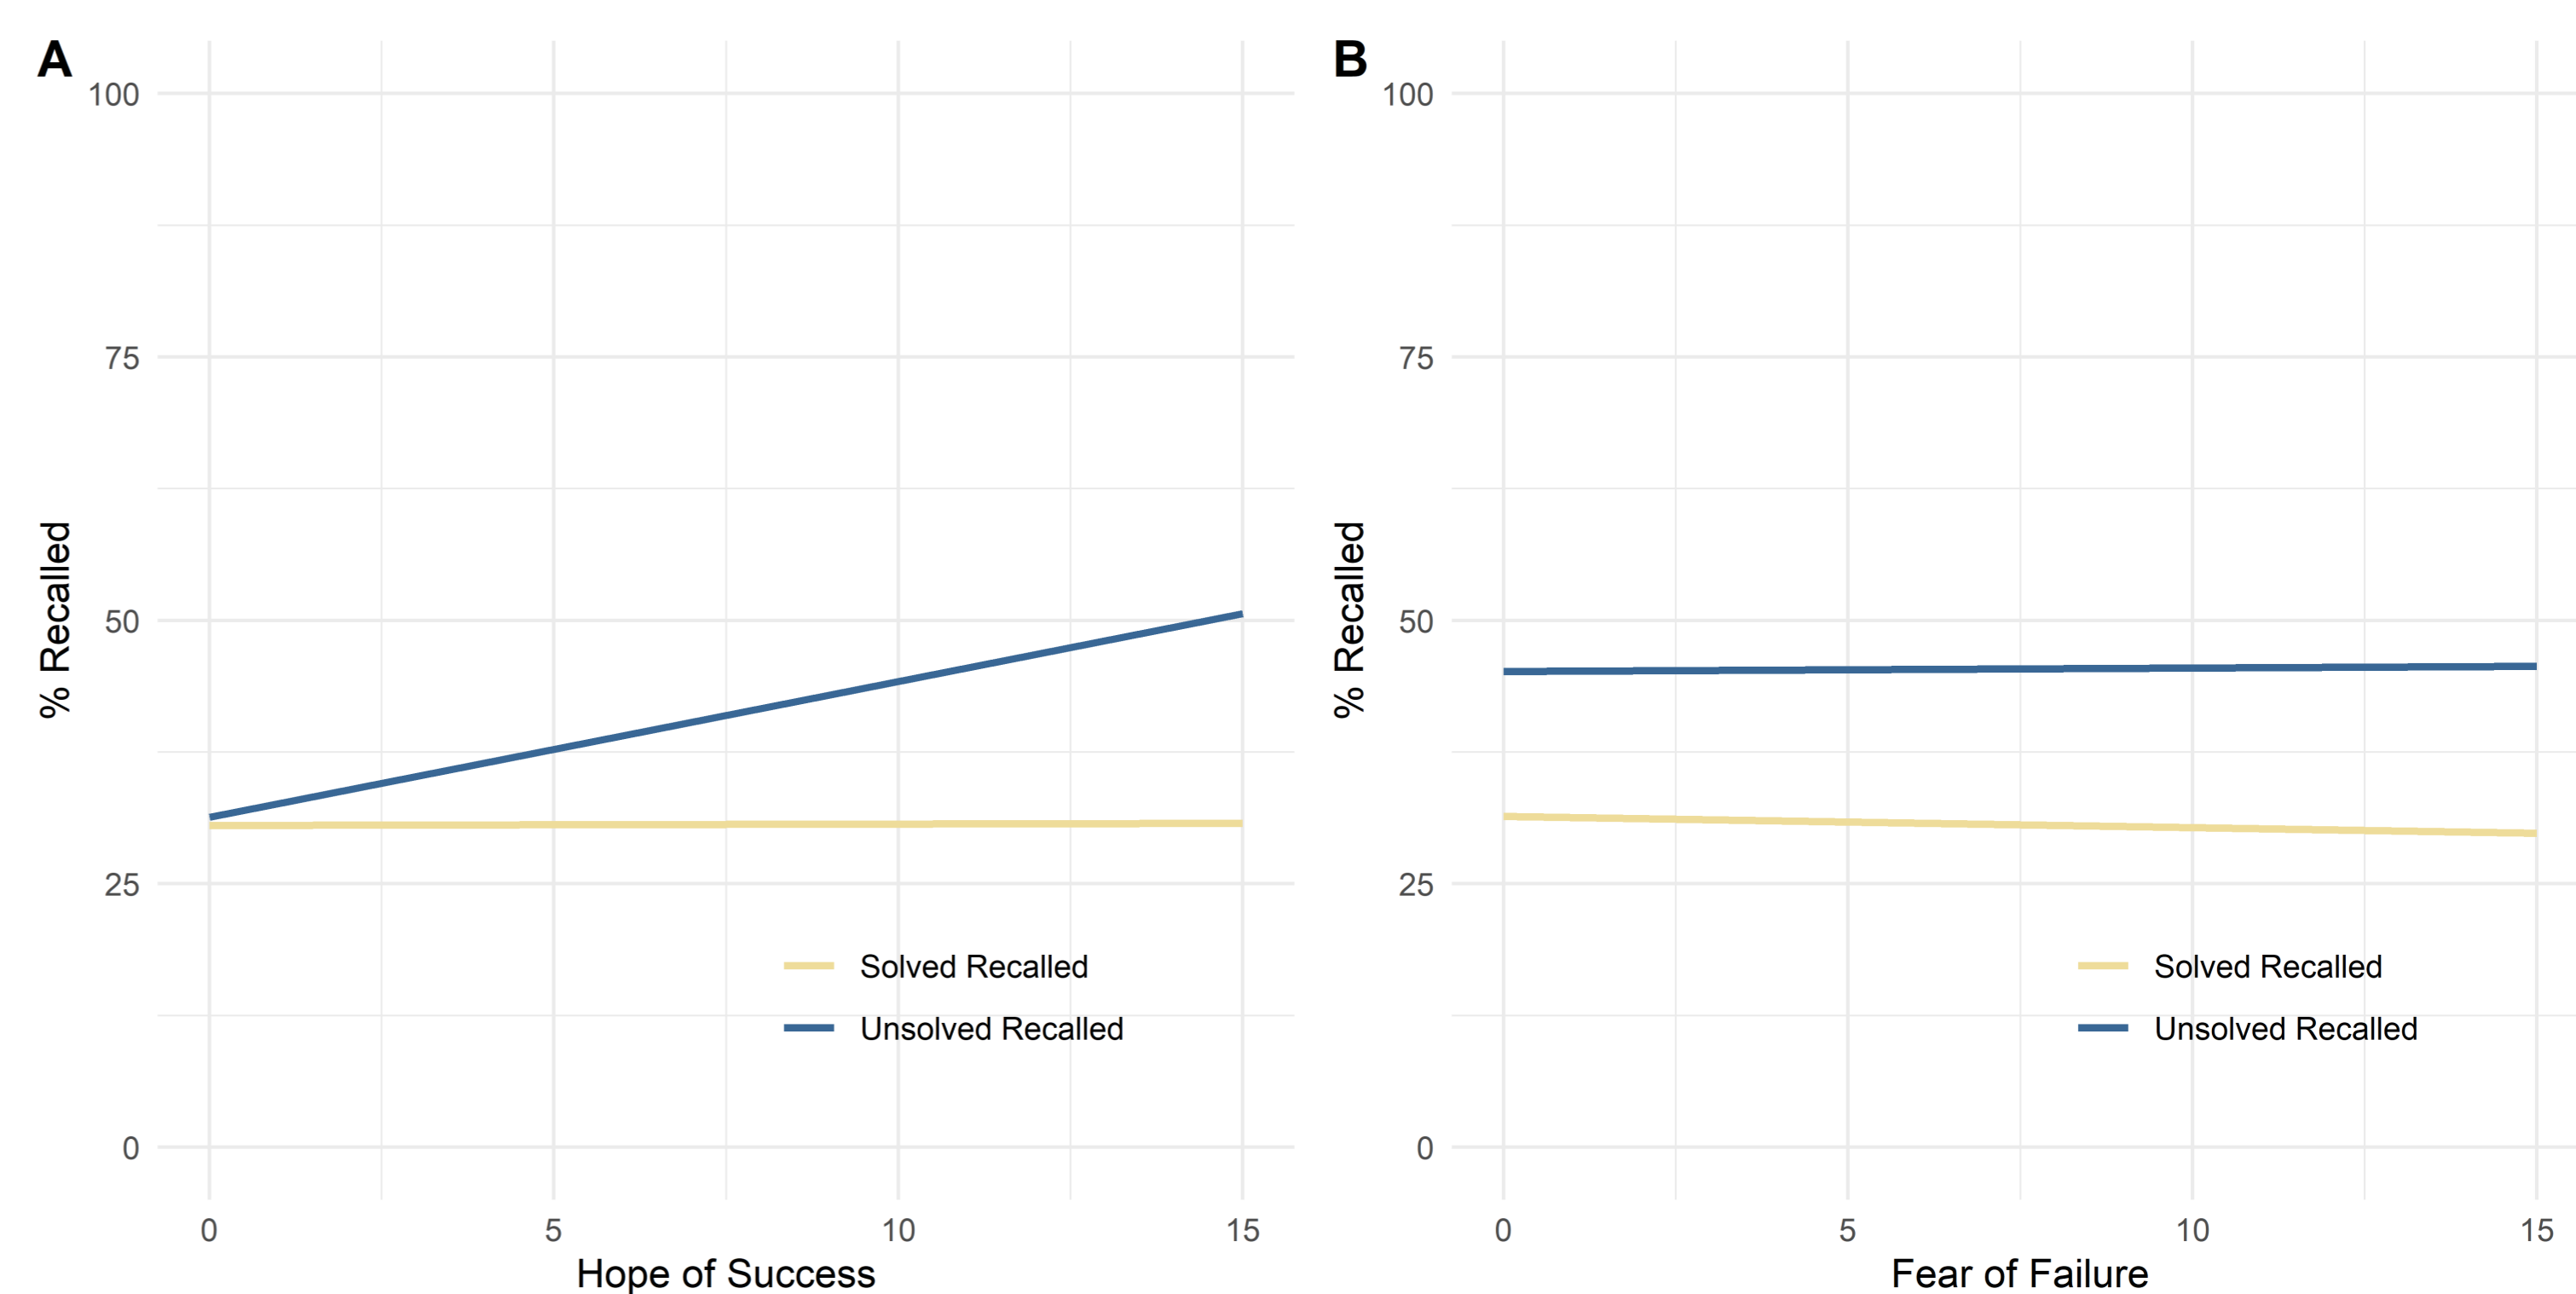 A
100
75
50
25
0
% Recalled
Solved Recalled
Unsolved Recalled
0 5 10 15
Hope of Success
B
100
75
50
25
0
% Recalled
Solved Recalled
Unsolved Recalled
0 5 10 15
Fear of Failure